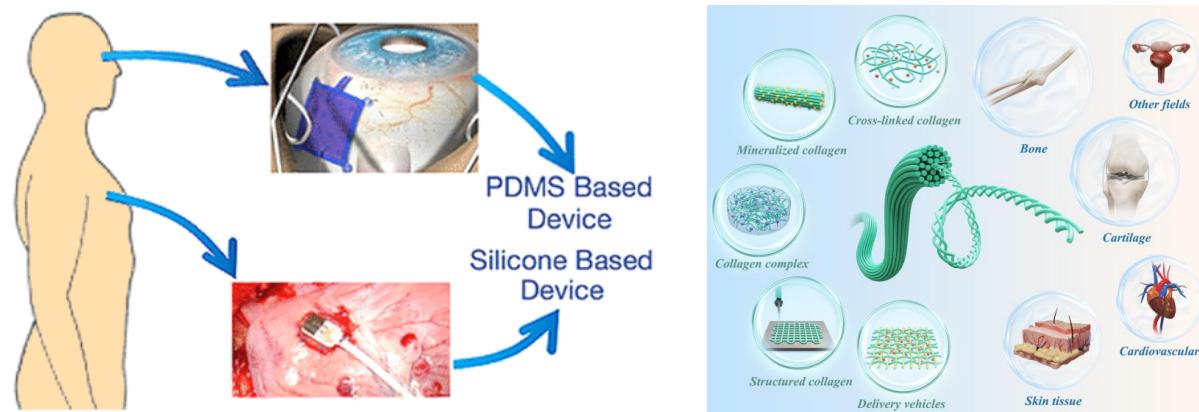 PDMS Based
Device
Silicone Based
Device
Cross-linked collagen
Mineralized collagen
Collagen complex
Structured collagen
Delivery vehicles
Bone
Other fields
Cartilage
Cardiovascular
Skin tissue